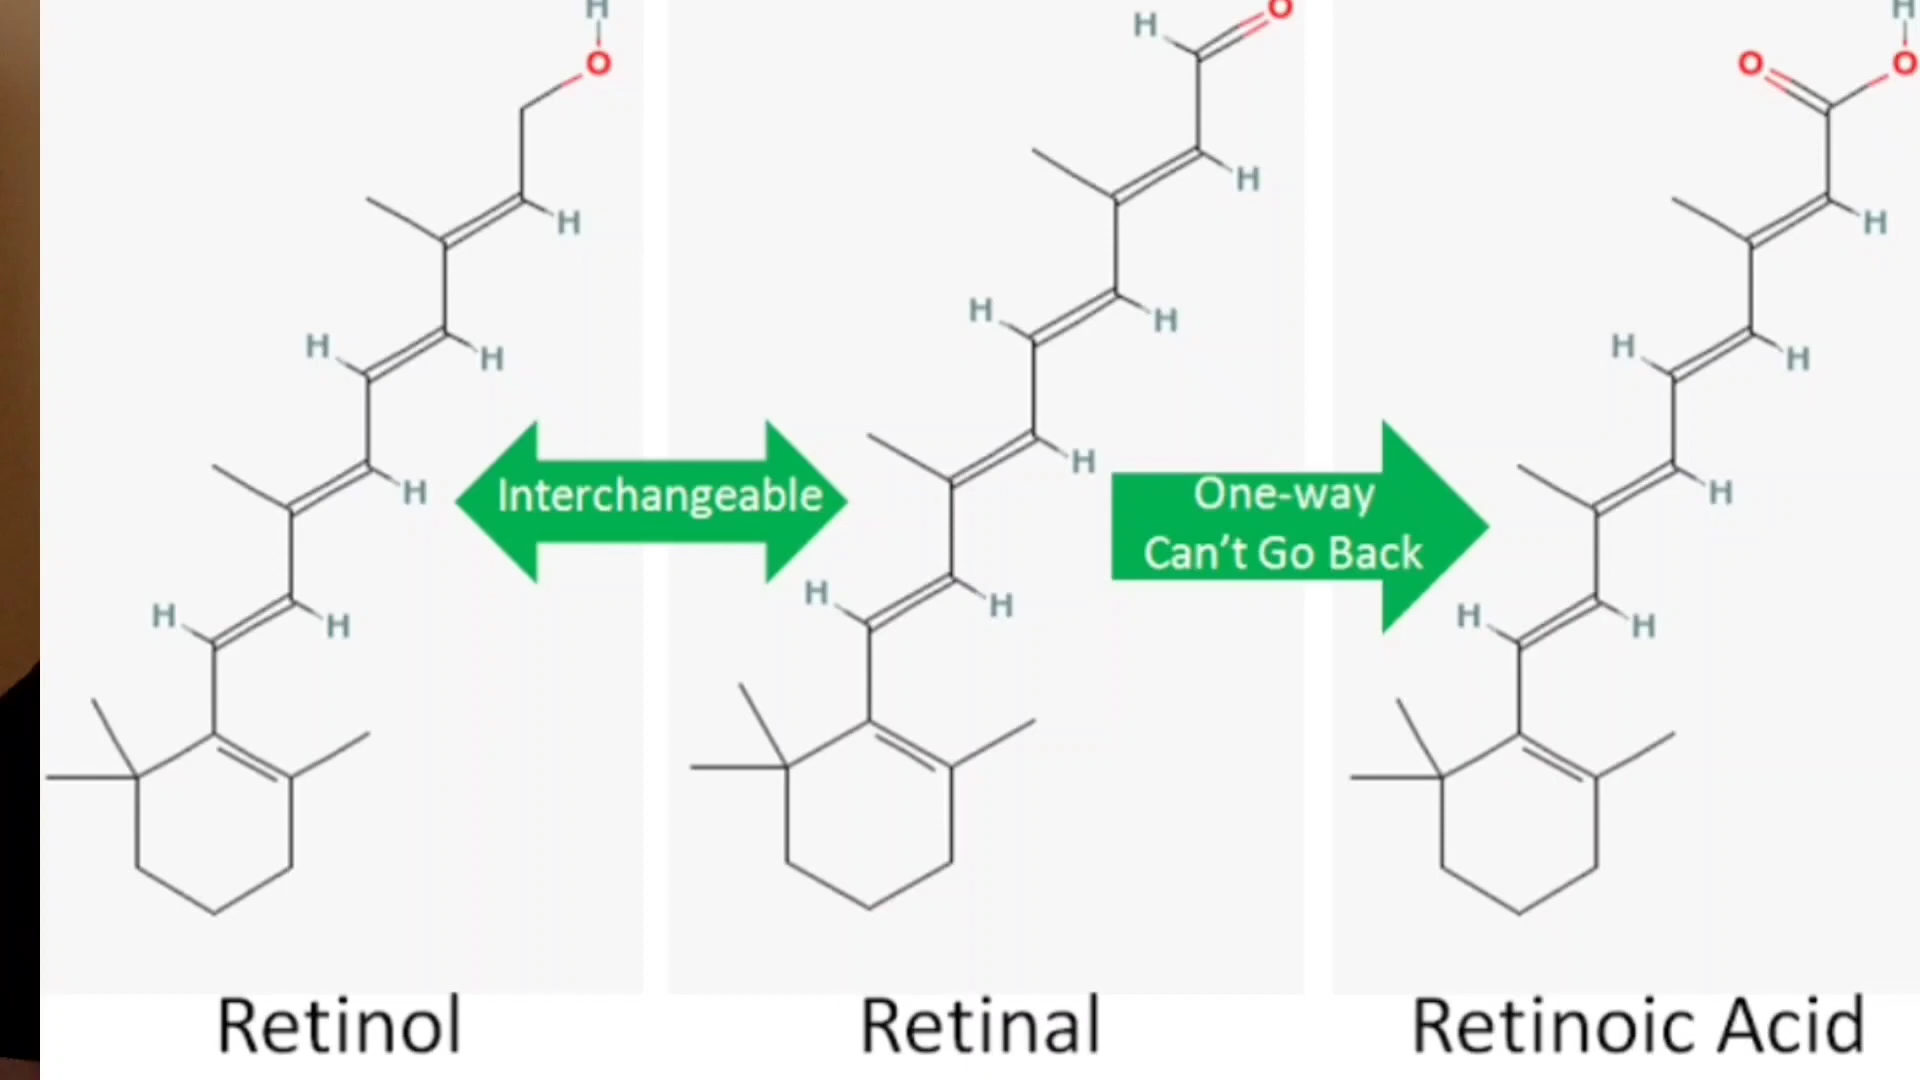 H
O
H
H
H
H
H
H
Interchangeable
Retinol
H
O
H
H
H
H
H
H
One-way
Can't Go Back
Retinal
H
O
O
H
H
H
H
H
H
Retinoic Acid